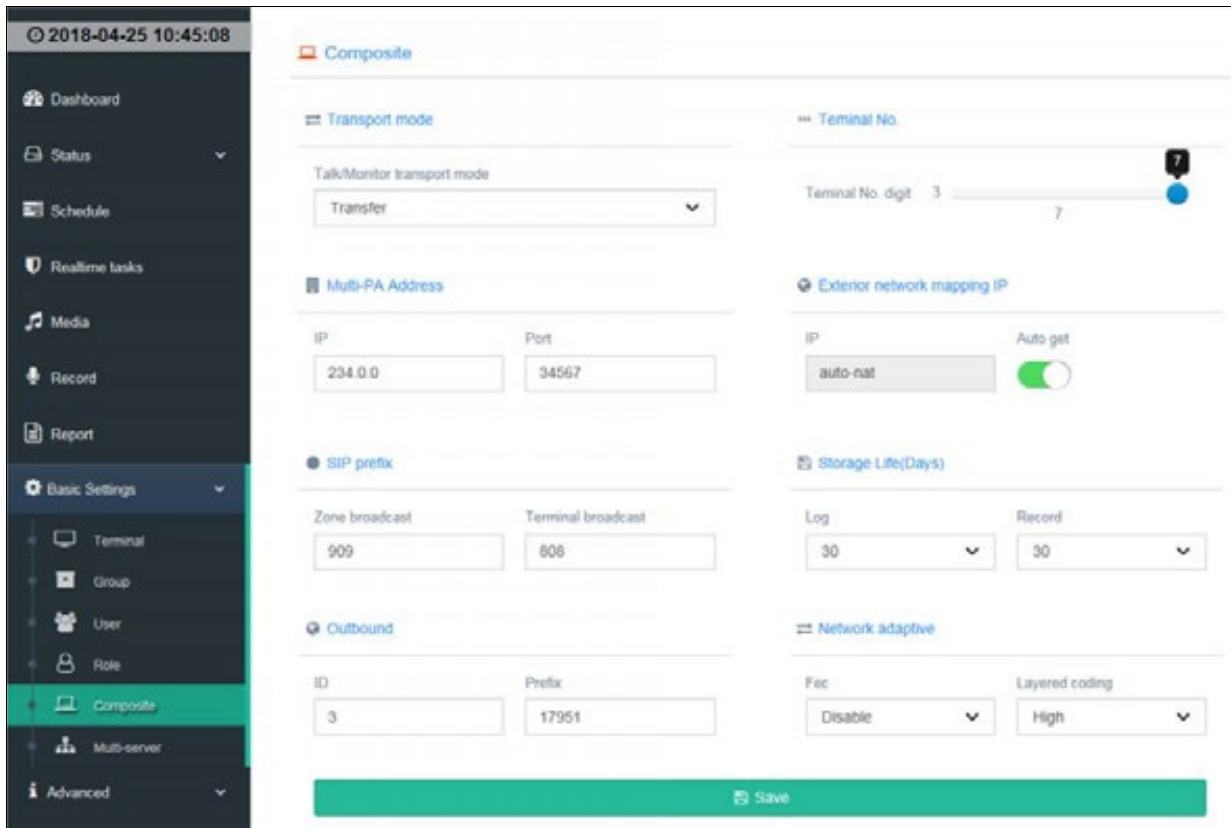 2018-04-25 10:45:08
Dashboard
Status
Schedule
Realtime tasks
Media
Record
Report
Basic Settings
Terminal
Group
User
Role
Composite
Multi-server
Advanced
Composite
Transport mode
Talk/Monitor transport mode
Transfer
Teminal No.
7
Teminal No. digit 3
7
Multi-PA Address
IP Port
234.0.0 34567
Exterior network mapping IP
IP Auto get
auto-nat
SIP prefix
Zone broadcast Terminal broadcast
909 808
Storage Life(Days)
Log Record
30 30
Outbound
ID Prefix
3 17951
Network adaptive
Fec Layered coding
Disable High
Save